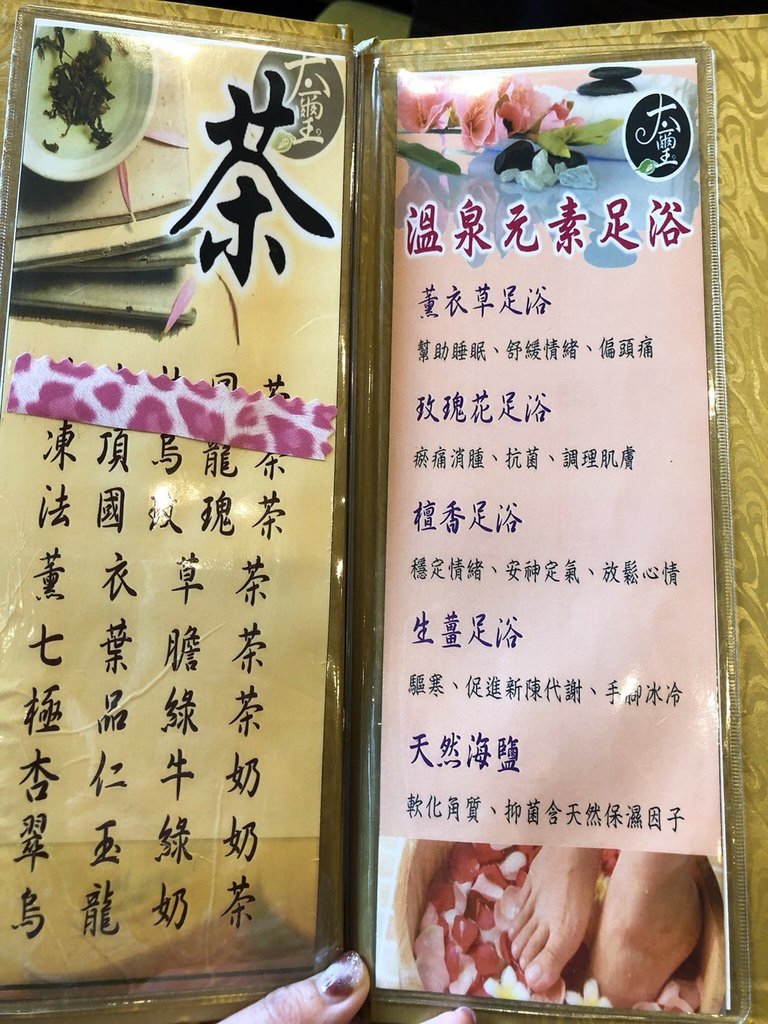 茶
太璽
凍頂烏龍茶
法國玫瑰茶
薰衣草茶
七葉膽茶
極品綠茶
杏仁牛奶
翠玉綠奶
烏龍奶茶
太璽
溫泉元素足浴
薰衣草足浴
幫助睡眠、舒緩情緒、偏頭痛
玫瑰花足浴
瘀痛消腫、抗菌、調理肌膚
檀香足浴
穩定情緒、安神定氣、放鬆心情
生薑足浴
驅寒、促進新陳代謝、手腳冰冷
天然海鹽
軟化角質、抑菌含天然保濕因子